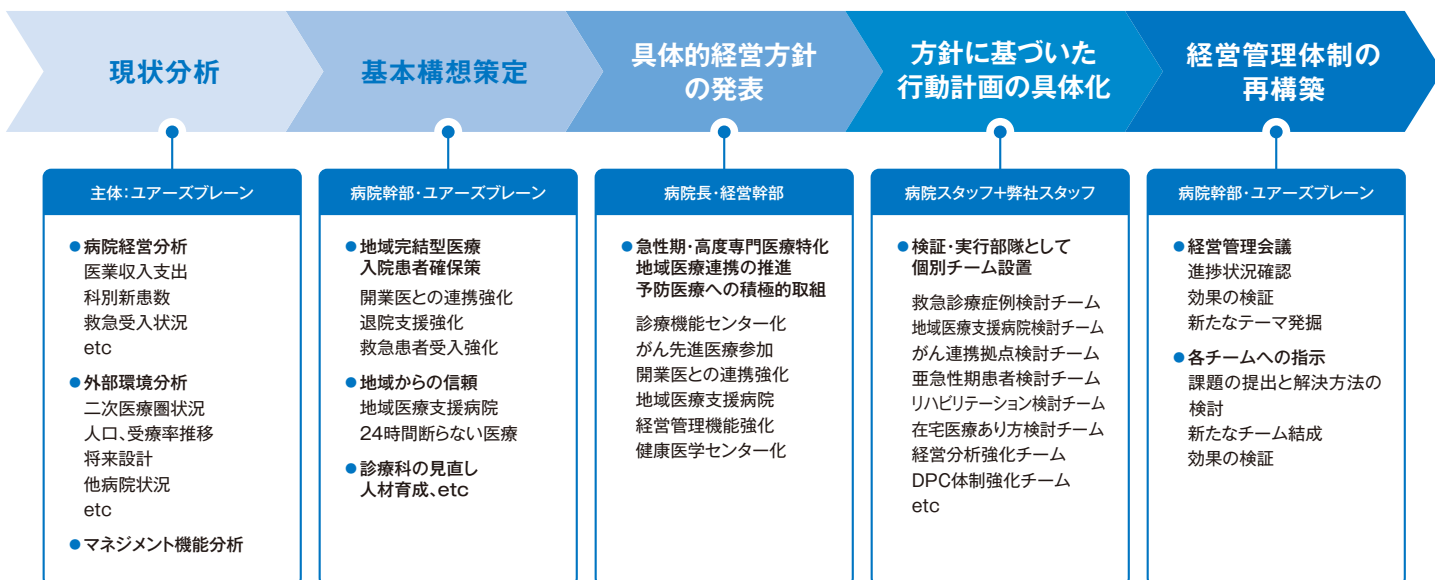 現状分析
基本構想策定
具体的経営方針
の発表
方針に基づいた
行動計画の具体化
経営管理体制の
再構築
主体：ユアーズブレーン
●病院経営分析
医業収入支出
科別新患数
救急受入状況
etc
●外部環境分析
二次医療圏状況
人口、受療率推移
将来設計
他病院状況
etc
●マネジメント機能分析
病院幹部・ユアーズブレーン
●地域完結型医療
入院患者確保策
開業医との連携強化
退院支援強化
救急患者受入強化
●地域からの信頼
地域医療支援病院
24時間断らない医療
●診療科の見直し
人材育成、etc
病院長・経営幹部
●急性期・高度専門医療特化
地域医療連携の推進
予防医療への積極的取組
診療機能センター化
がん先進医療参加
開業医との連携強化
地域医療支援病院
経営管理機能強化
健康医学センター化
病院スタッフ＋弊社スタッフ
●検証・実行部隊として
個別チーム設置
救急診療症例検討チーム
地域医療支援病院検討チーム
がん連携拠点検討チーム
亜急性期患者検討チーム
リハビリテーション検討チーム
在宅医療あり方検討チーム
経営分析強化チーム
DPC体制強化チーム
etc
病院幹部・ユアーズブレーン
●経営管理会議
進捗状況確認
効果の検証
新たなテーマ発掘
●各チームへの指示
課題の提出と解決方法の
検討
新たなチーム結成
効果の検証